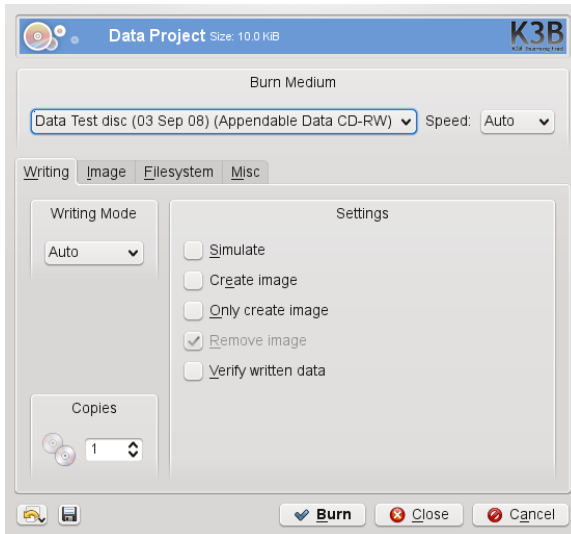 Data Project Size: 10.0 KiB
K3B
Burn Medium
Data Test disc (03 Sep 08) (Appendable Data CD-RW)
Speed: Auto
Writing Image Filesystem Misc
Writing Mode
Auto
Settings
Simulate
Create image
Only create image
Remove image
Verify written data
Copies
1
Burn Close Cancel